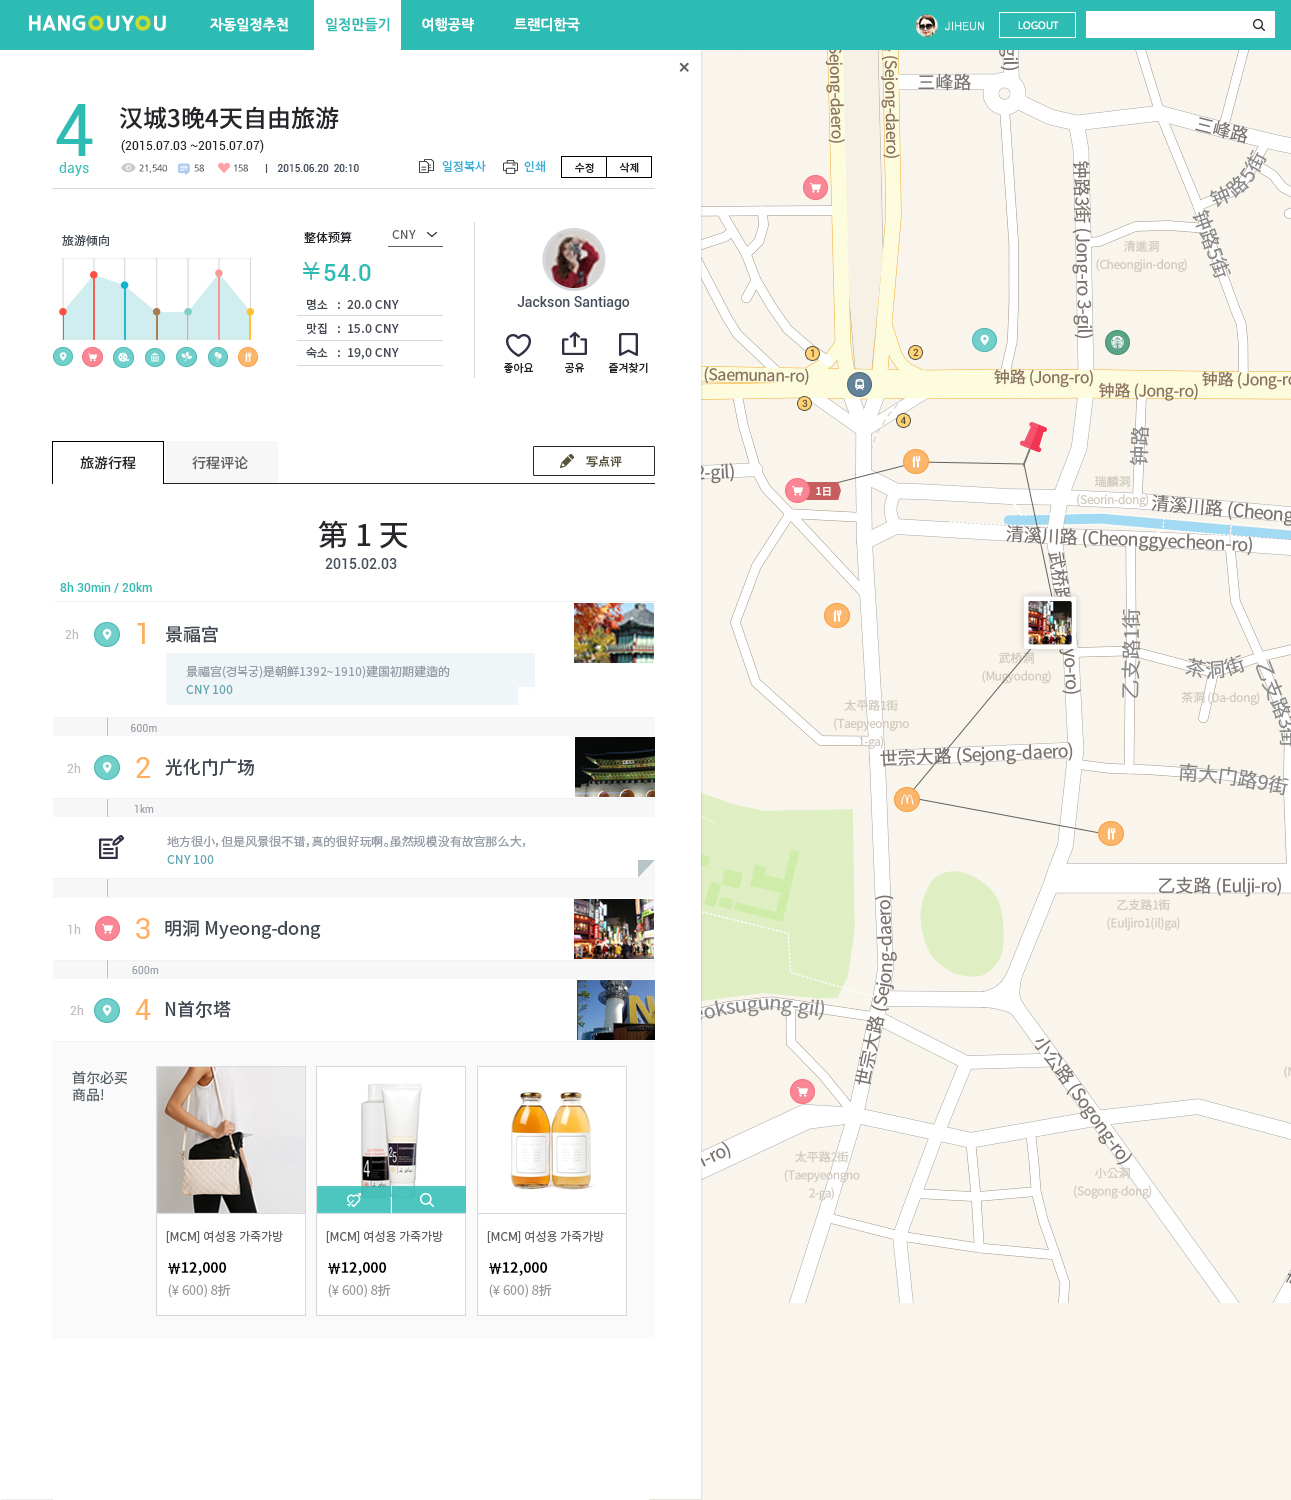 HANGOUYOU
자동일정추천
일정만들기
여행공략
트랜디한국
JIHEUN
LOGOUT
4
days
汉城3晚4天自由旅游
(2015.07.03 ~2015.07.07)
21,540
58
158
| 2015.06.20 20:10
일정복사
인쇄
수정
삭제
旅游倾向
整体预算
CNY
￥54.0
명소 : 20.0 CNY
맛집 : 15.0 CNY
숙소 : 19,0 CNY
Jackson Santiago
좋아요
공유
즐겨찾기
旅游行程
行程评论
写点评
第 1 天
2015.02.03
8h 30min / 20km
2h
1
景福宫
景福宫(경복궁)是朝鲜1392~1910)建国初期建造的
CNY 100
600m
2h
2
光化门广场
1km
地方很小, 但是风景很不错, 真的很好玩啊。虽然规模没有故宫那么大,
CNY 100
1h
3
明洞 Myeong-dong
600m
2h
4
N首尔塔
首尔必买
商品!
[MCM] 여성용 가죽가방
₩12,000
(¥ 600) 8折
[MCM] 여성용 가죽가방
₩12,000
(¥ 600) 8折
[MCM] 여성용 가죽가방
₩12,000
(¥ 600) 8折
Sejong-daero)
(Sejong-daero)
gil)
三峰路
三峰路
钟路5街
钟路5街
钟路3街 (Jong-ro 3-gil)
清進洞
(Cheongjin-dong)
1
2
3
4
(Saemunan-ro)
钟路 (Jong-ro)
钟路 (Jong-ro)
钟路 (Jong-ro
钟路
2-gil)
1日
瑞麟洞
(Seorin-dong)
清溪川路 (Cheong
清溪川路 (Cheonggyecheon-ro)
武桥路
yo-ro)
武桥洞
(Mugyodong)
乙支路1街
茶洞街
茶洞 (Da-dong)
乙支路3街
太平路1街
(Taepyeongno
1-ga)
世宗大路 (Sejong-daero)
南大门路9街
乙支路 (Eulji-ro)
乙支路1街
(Euljiro1(il)ga)
eoksugung-gil)
世宗大路 (Sejong-daero)
小公路 (Sogong-ro)
n-ro)
太平路2街
(Taepyeongno
2-ga)
小公洞
(Sogong-dong)